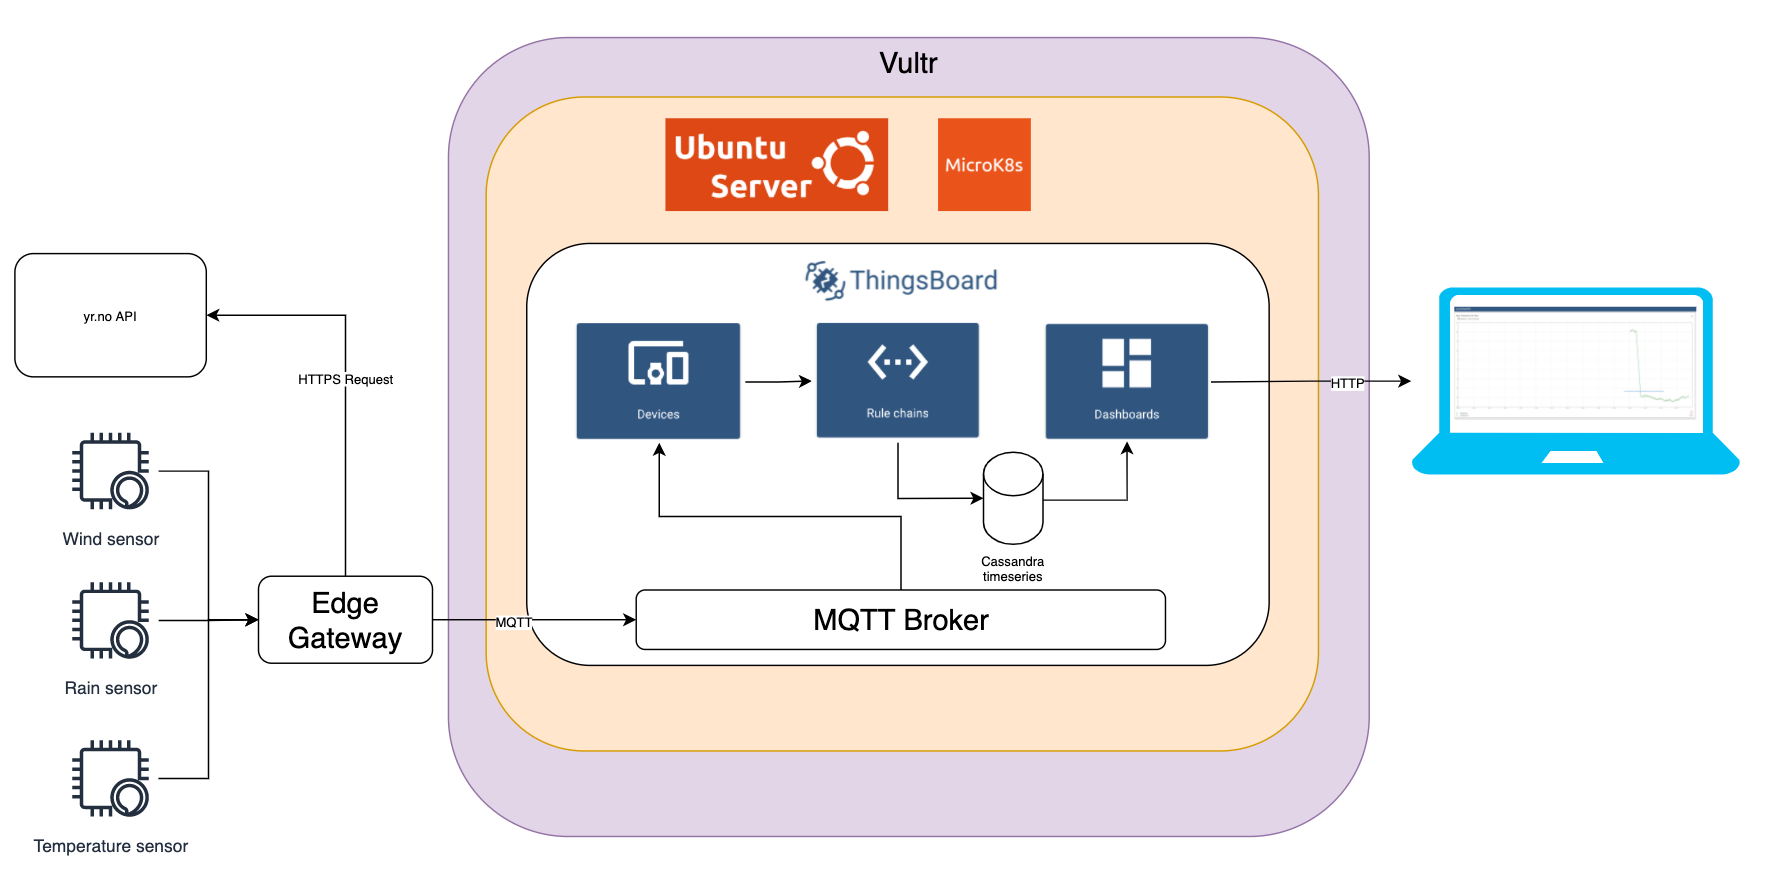 Vultr
Ubuntu
Server
MicroK8s
ThingsBoard
yr.no API
HTTPS Request
Devices
Rule chains
Dashboards
HTTP
Wind sensor
Cassandra
timeseries
Edge
Gateway
MQTT
MQTT Broker
Rain sensor
Temperature sensor